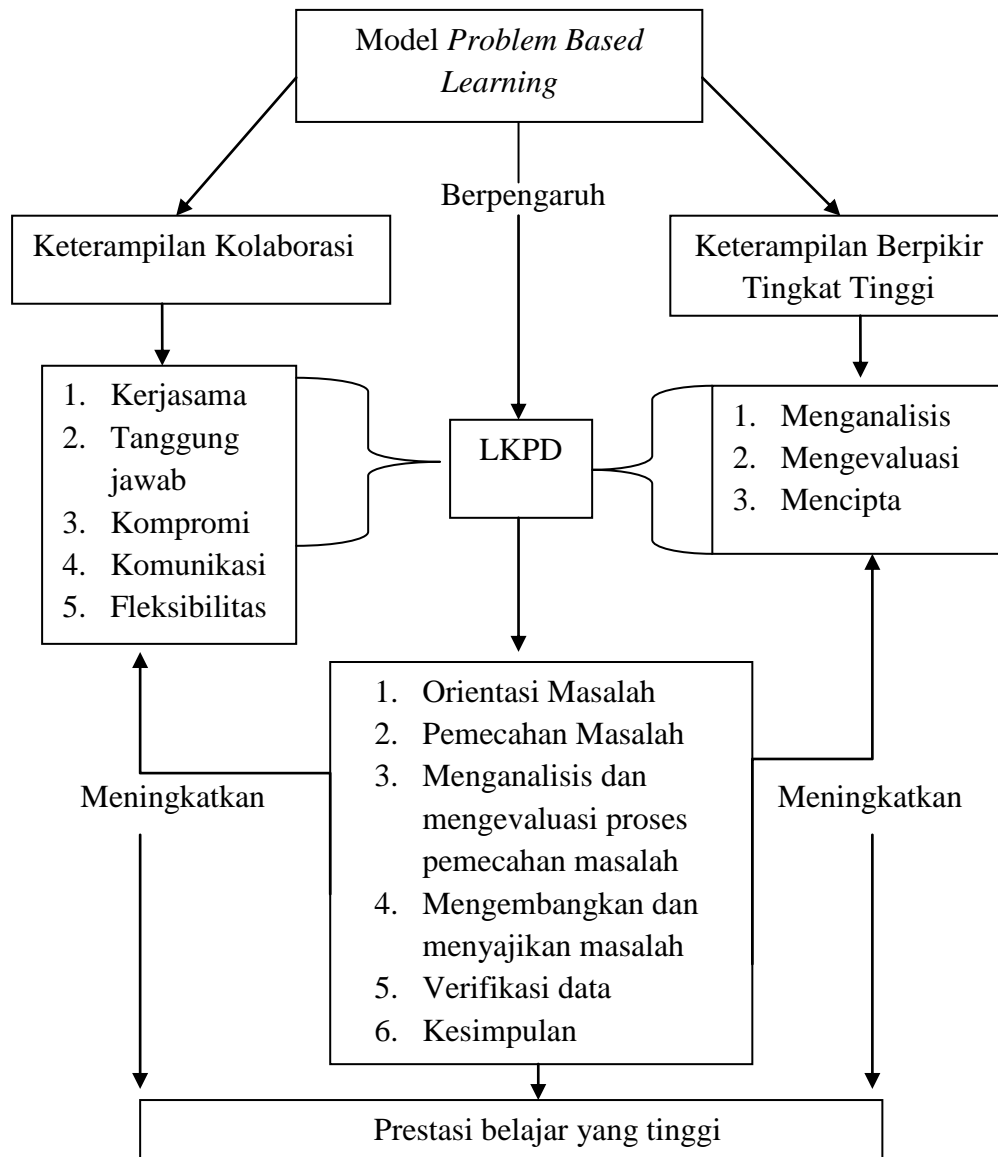 Model Problem Based
Learning
Berpengaruh
Keterampilan Kolaborasi
Keterampilan Berpikir
Tingkat Tinggi
1. Kerjasama
2. Tanggung
jawab
3. Kompromi
4. Komunikasi
5. Fleksibilitas
LKPD
1. Menganalisis
2. Mengevaluasi
3. Mencipta
1. Orientasi Masalah
2. Pemecahan Masalah
3. Menganalisis dan
mengevaluasi proses
pemecahan masalah
4. Mengembangkan dan
menyajikan masalah
5. Verifikasi data
6. Kesimpulan
Meningkatkan
Meningkatkan
Prestasi belajar yang tinggi